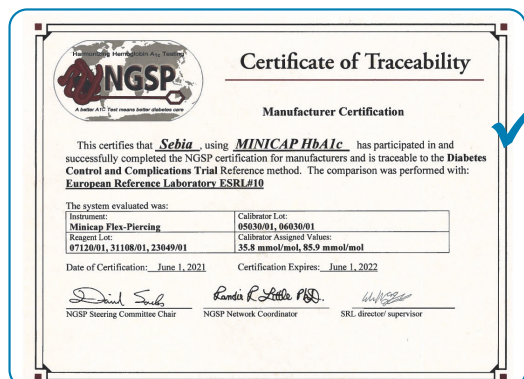 Harmonizing Hemoglobin A1c Testing
NGSP
A better A1C Test means better diabetes care
Certificate of Traceability
Manufacturer Certification
This certifies that Sebia, using MINICAP HbA1c has participated in and
successfully completed the NGSP certification for manufacturers and is traceable to the Diabetes
Control and Complications Trial Reference method. The comparison was performed with:
European Reference Laboratory ESRL#10
The system evaluated was:
Instrument:
Minicap Flex-Piercing
Calibrator Lot:
05030/01, 06030/01
Reagent Lot:
07120/01, 31108/01, 23049/01
Calibrator Assigned Values:
35.8 mmol/mol, 85.9 mmol/mol
Date of Certification: June 1, 2021 Certification Expires: June 1, 2022
Randie R. Little PhD.
NGSP Steering Committee Chair NGSP Network Coordinator SRL director/ supervisor